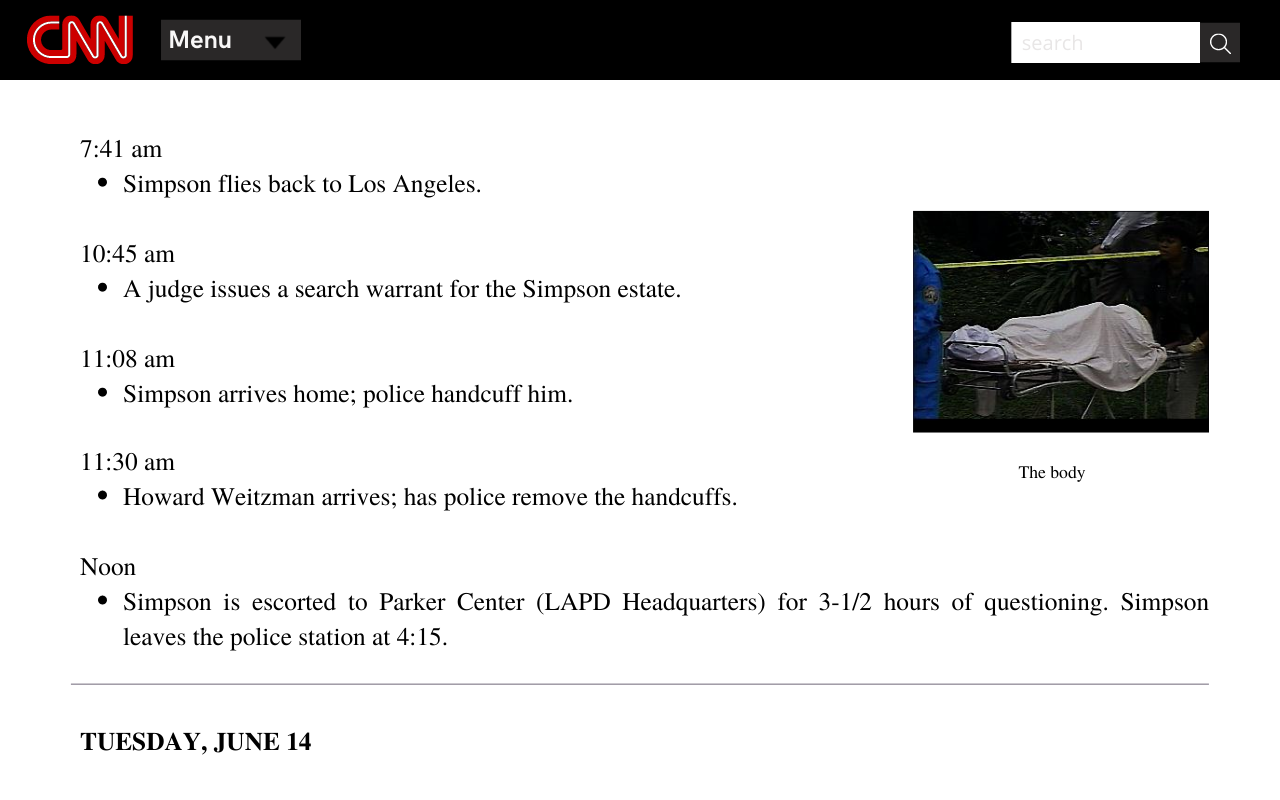 CNN
Menu
search
7:41 am
• Simpson flies back to Los Angeles.
10:45 am
• A judge issues a search warrant for the Simpson estate.
11:08 am
• Simpson arrives home; police handcuff him.
11:30 am
• Howard Weitzman arrives; has police remove the handcuffs.
The body
Noon
• Simpson is escorted to Parker Center (LAPD Headquarters) for 3-1/2 hours of questioning. Simpson
leaves the police station at 4:15.
TUESDAY, JUNE 14